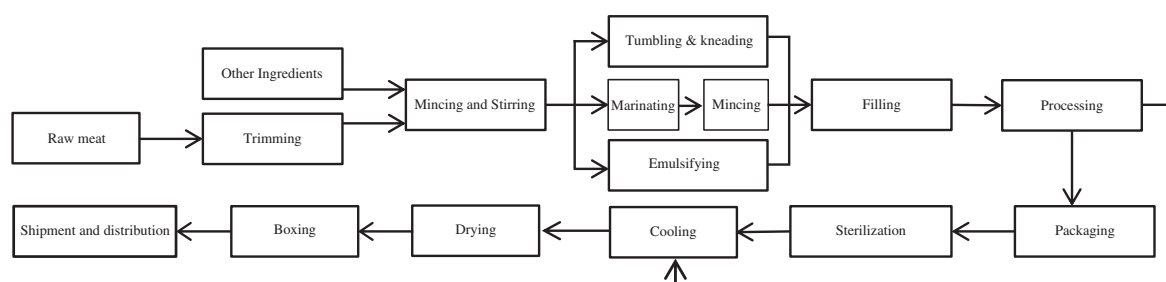 Tumbling & kneading
Other Ingredients
Mincing and Stirring
Marinating
Mincing
Filling
Processing
Raw meat
Trimming
Emulsifying
Shipment and distribution
Boxing
Drying
Cooling
Sterilization
Packaging